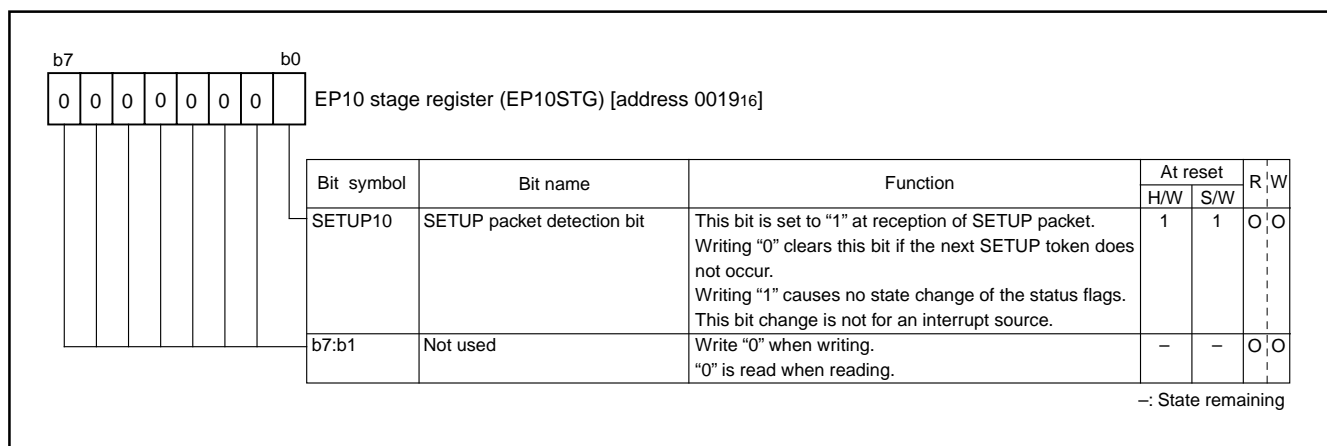 b7 b0
0 0 0 0 0 0 0
EP10 stage register (EP10STG) [address 001916]
Bit symbol Bit name Function At reset R W
H/W S/W
SETUP10 SETUP packet detection bit This bit is set to “1” at reception of SETUP packet. 1 1 O O
Writing “0” clears this bit if the next SETUP token does
not occur.
Writing “1” causes no state change of the status flags.
This bit change is not for an interrupt source.
b7:b1 Not used Write “0” when writing. – – O O
“0” is read when reading.
–: State remaining